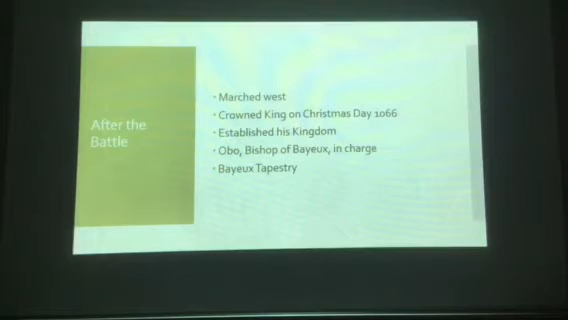 After the
Battle
· Marched west
· Crowned King on Christmas Day 1066
· Established his Kingdom
· Obo, Bishop of Bayeux, in charge
· Bayeux Tapestry